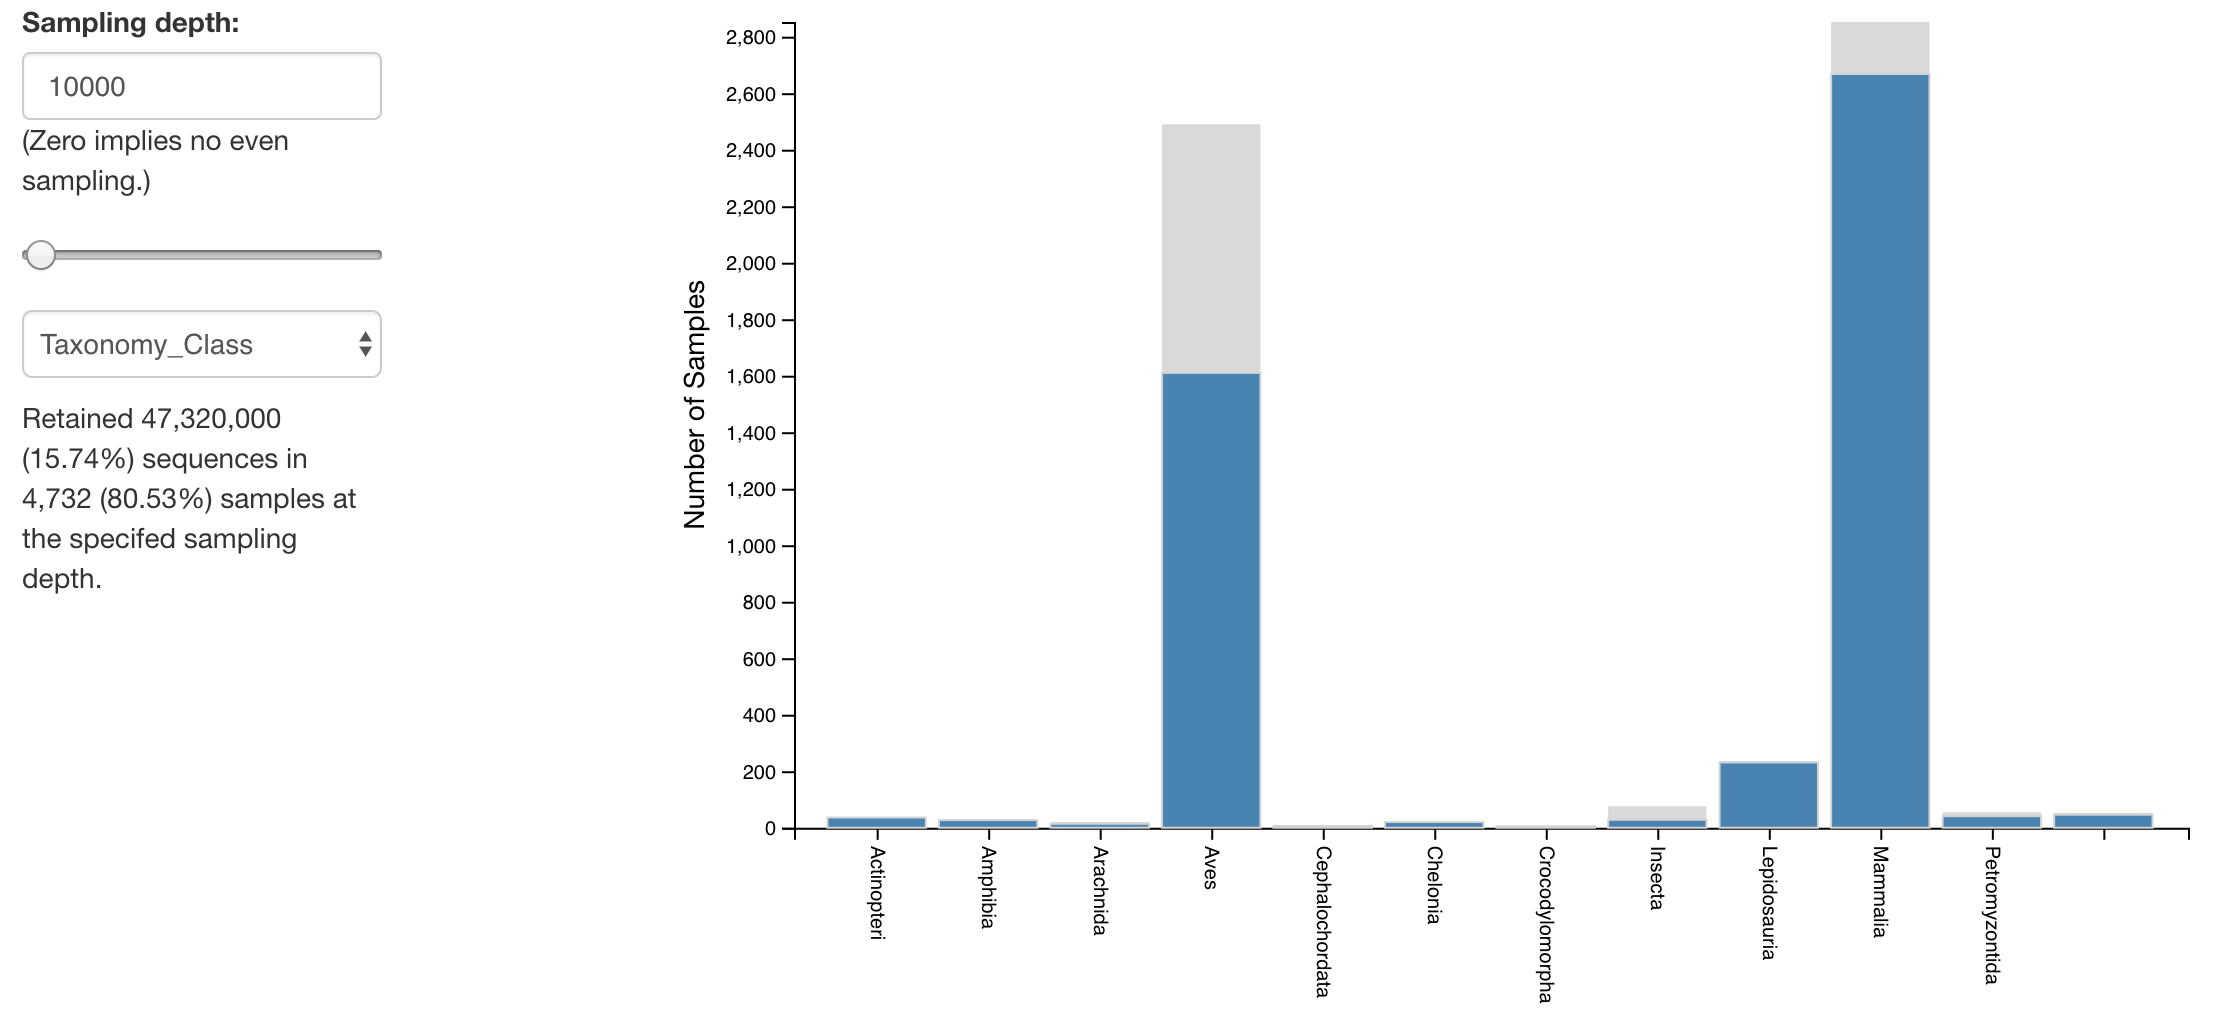 Sampling depth:
10000
(Zero implies no even
sampling.)
Taxonomy_Class
Retained 47,320,000
(15.74%) sequences in
4,732 (80.53%) samples at
the specifed sampling
depth.
Number of Samples
2,800
2,600
2,400
2,200
2,000
1,800
1,600
1,400
1,200
1,000
800
600
400
200
0
Actinopteri
Amphibia
Arachnida
Aves
Cephalochordata
Chelonia
Crocodylomorpha
Insecta
Lepidosauria
Mammalia
Petromyzontida